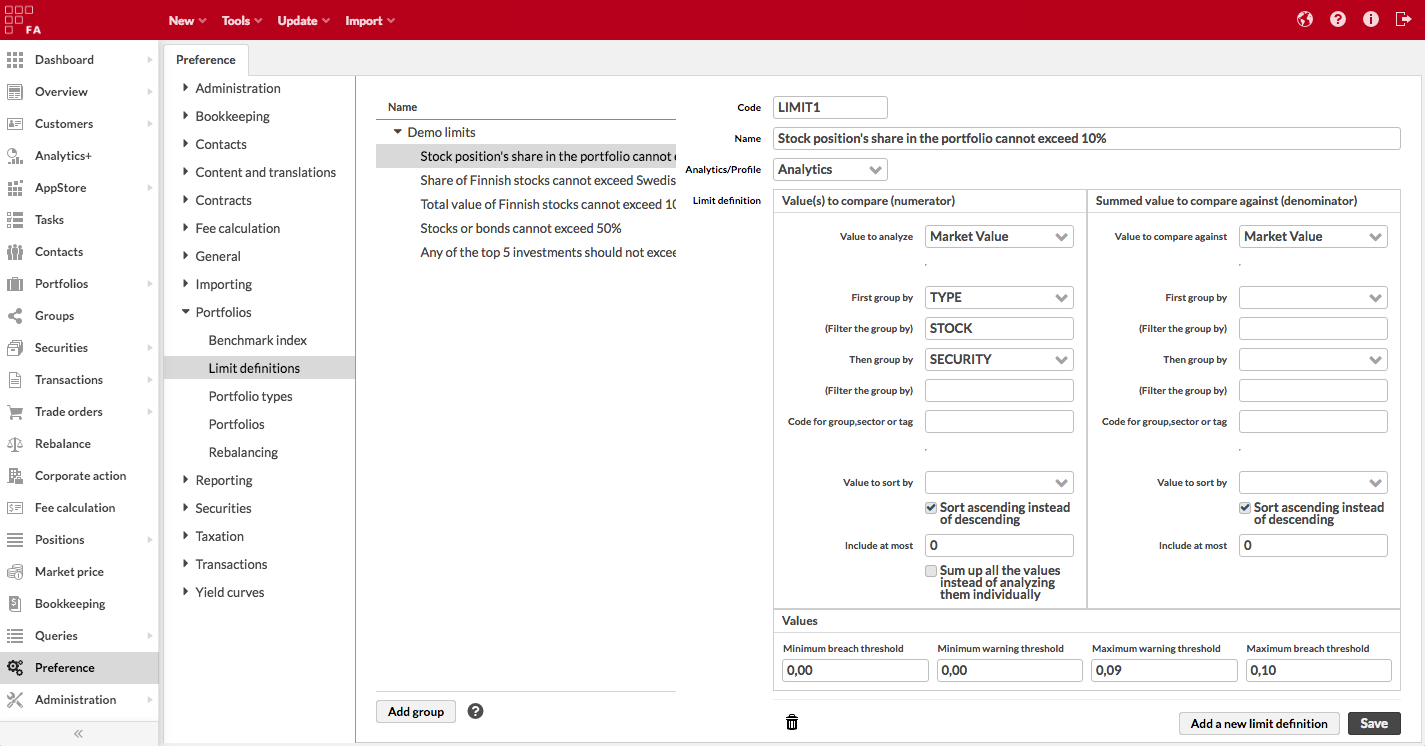 FA
New
Tools
Update
Import
Dashboard
Overview
Customers
Analytics+
AppStore
Tasks
Contacts
Portfolios
Groups
Securities
Transactions
Trade orders
Rebalance
Corporate action
Fee calculation
Positions
Market price
Bookkeeping
Queries
Preference
Administration
Preference
Administration
Bookkeeping
Contacts
Content and translations
Contracts
Fee calculation
General
Importing
Portfolios
Benchmark index
Limit definitions
Portfolio types
Portfolios
Rebalancing
Reporting
Securities
Taxation
Transactions
Yield curves
Name
Demo limits
Stock position's share in the portfolio cannot e
Share of Finnish stocks cannot exceed Swedis
Total value of Finnish stocks cannot exceed 10
Stocks or bonds cannot exceed 50%
Any of the top 5 investments should not excee
Add group
?
Code
LIMIT1
Name
Stock position's share in the portfolio cannot exceed 10%
Analytics/Profile
Analytics
Limit definition
Value(s) to compare (numerator)
Value to analyze
Market Value
.
First group by
TYPE
(Filter the group by)
STOCK
Then group by
SECURITY
(Filter the group by)
Code for group,sector or tag
.
Value to sort by
Sort ascending instead
of descending
Include at most
0
Sum up all the values
instead of analyzing
them individually
Summed value to compare against (denominator)
Value to compare against
Market Value
.
First group by
(Filter the group by)
Then group by
(Filter the group by)
Code for group,sector or tag
.
Value to sort by
Sort ascending instead
of descending
Include at most
0
Values
Minimum breach threshold
0,00
Minimum warning threshold
0,00
Maximum warning threshold
0,09
Maximum breach threshold
0,10
Add a new limit definition
Save